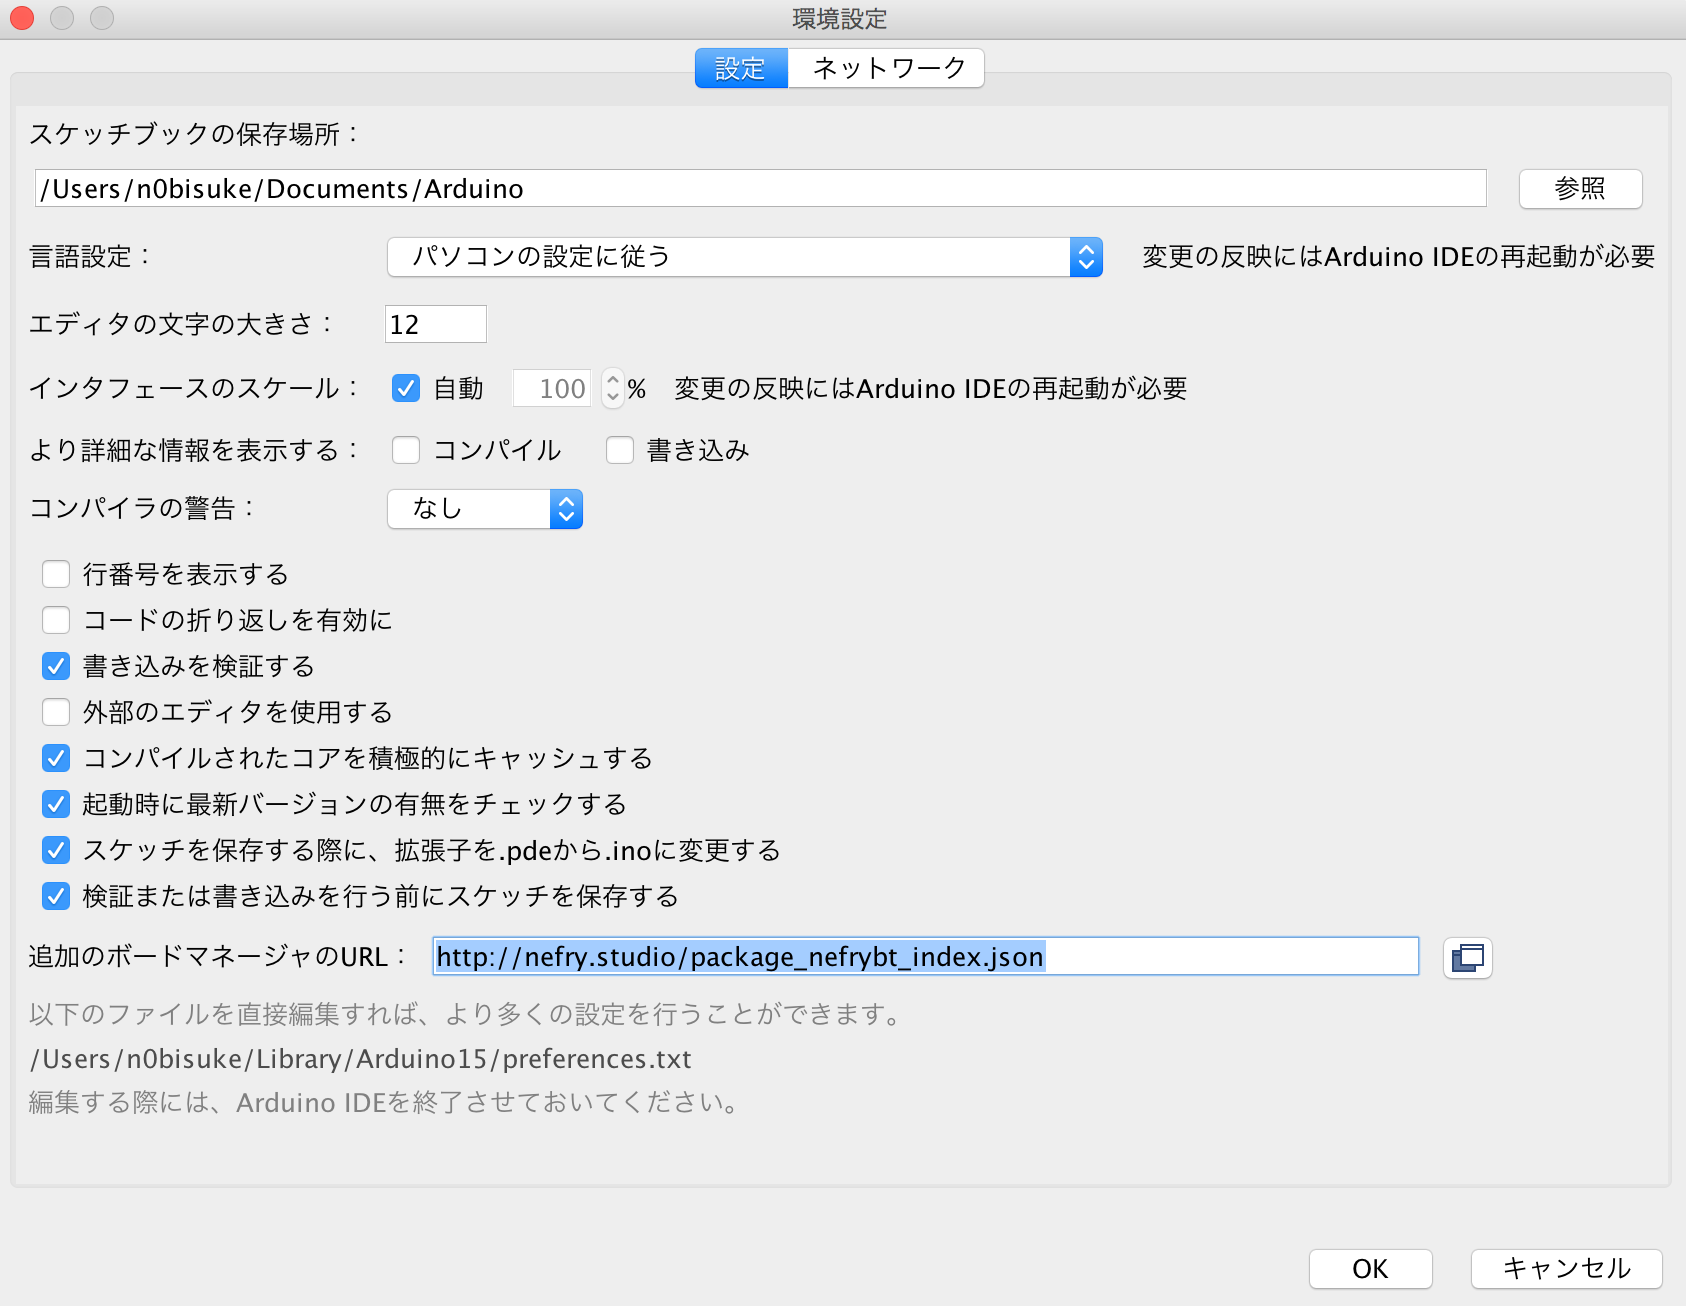 環境設定
設定 ネットワーク
スケッチブックの保存場所：
/Users/n0bisuke/Documents/Arduino 参照
言語設定： パソコンの設定に従う 変更の反映にはArduino IDEの再起動が必要
エディタの文字の大きさ： 12
インタフェースのスケール： 自動 100 % 変更の反映にはArduino IDEの再起動が必要
より詳細な情報を表示する： コンパイル 書き込み
コンパイラの警告： なし
行番号を表示する
コードの折り返しを有効に
書き込みを検証する
外部のエディタを使用する
コンパイルされたコアを積極的にキャッシュする
起動時に最新バージョンの有無をチェックする
スケッチを保存する際に、拡張子を.pdeから.inoに変更する
検証または書き込みを行う前にスケッチを保存する
追加のボードマネージャのURL： http://nefry.studio/package_nefrybt_index.json
以下のファイルを直接編集すれば、より多くの設定を行うことができます。
/Users/n0bisuke/Library/Arduino15/preferences.txt
編集する際には、Arduino IDEを終了させておいてください。
OK キャンセル